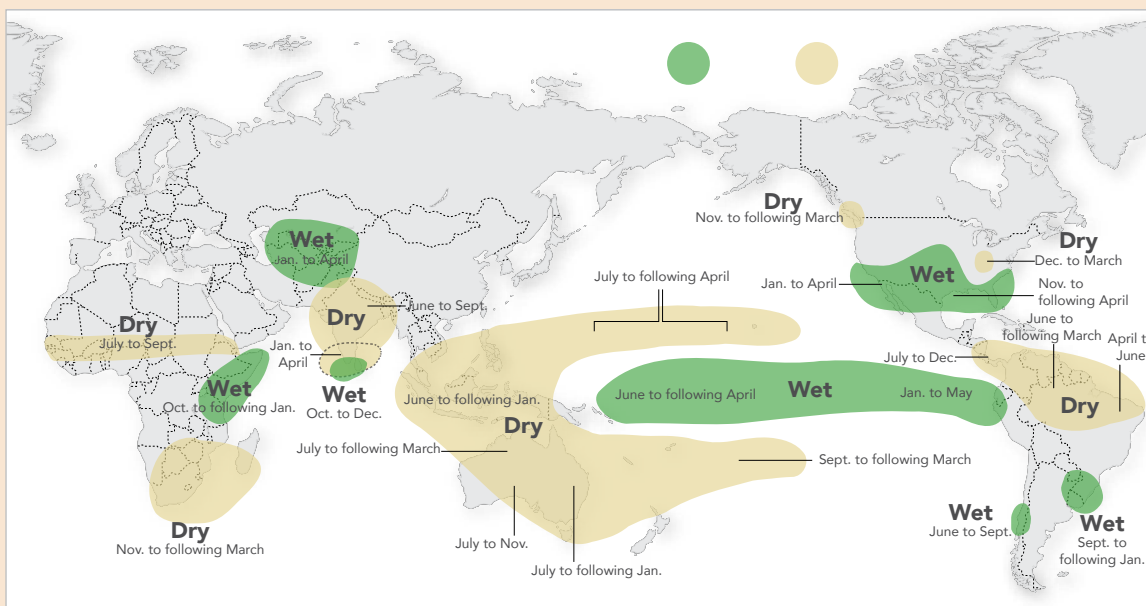 Dry
Nov. to following March
Wet
Jan. to April
Dry
Dec. to March
July to following April
Jan. to April
Wet
Nov. to
following April
June to Sept.
Dry
Dry
July to Sept.
Jan. to
April
Wet
Oct. to following Jan.
Wet
Oct. to Dec.
June to
following March
April to
June
July to Dec.
June to following Jan.
Dry
June to following April
Wet
Jan. to May
Dry
July to following March
Sept. to following March
Dry
Nov. to following March
July to Nov.
July to following Jan.
Wet
June to Sept.
Wet
Sept. to
following Jan.